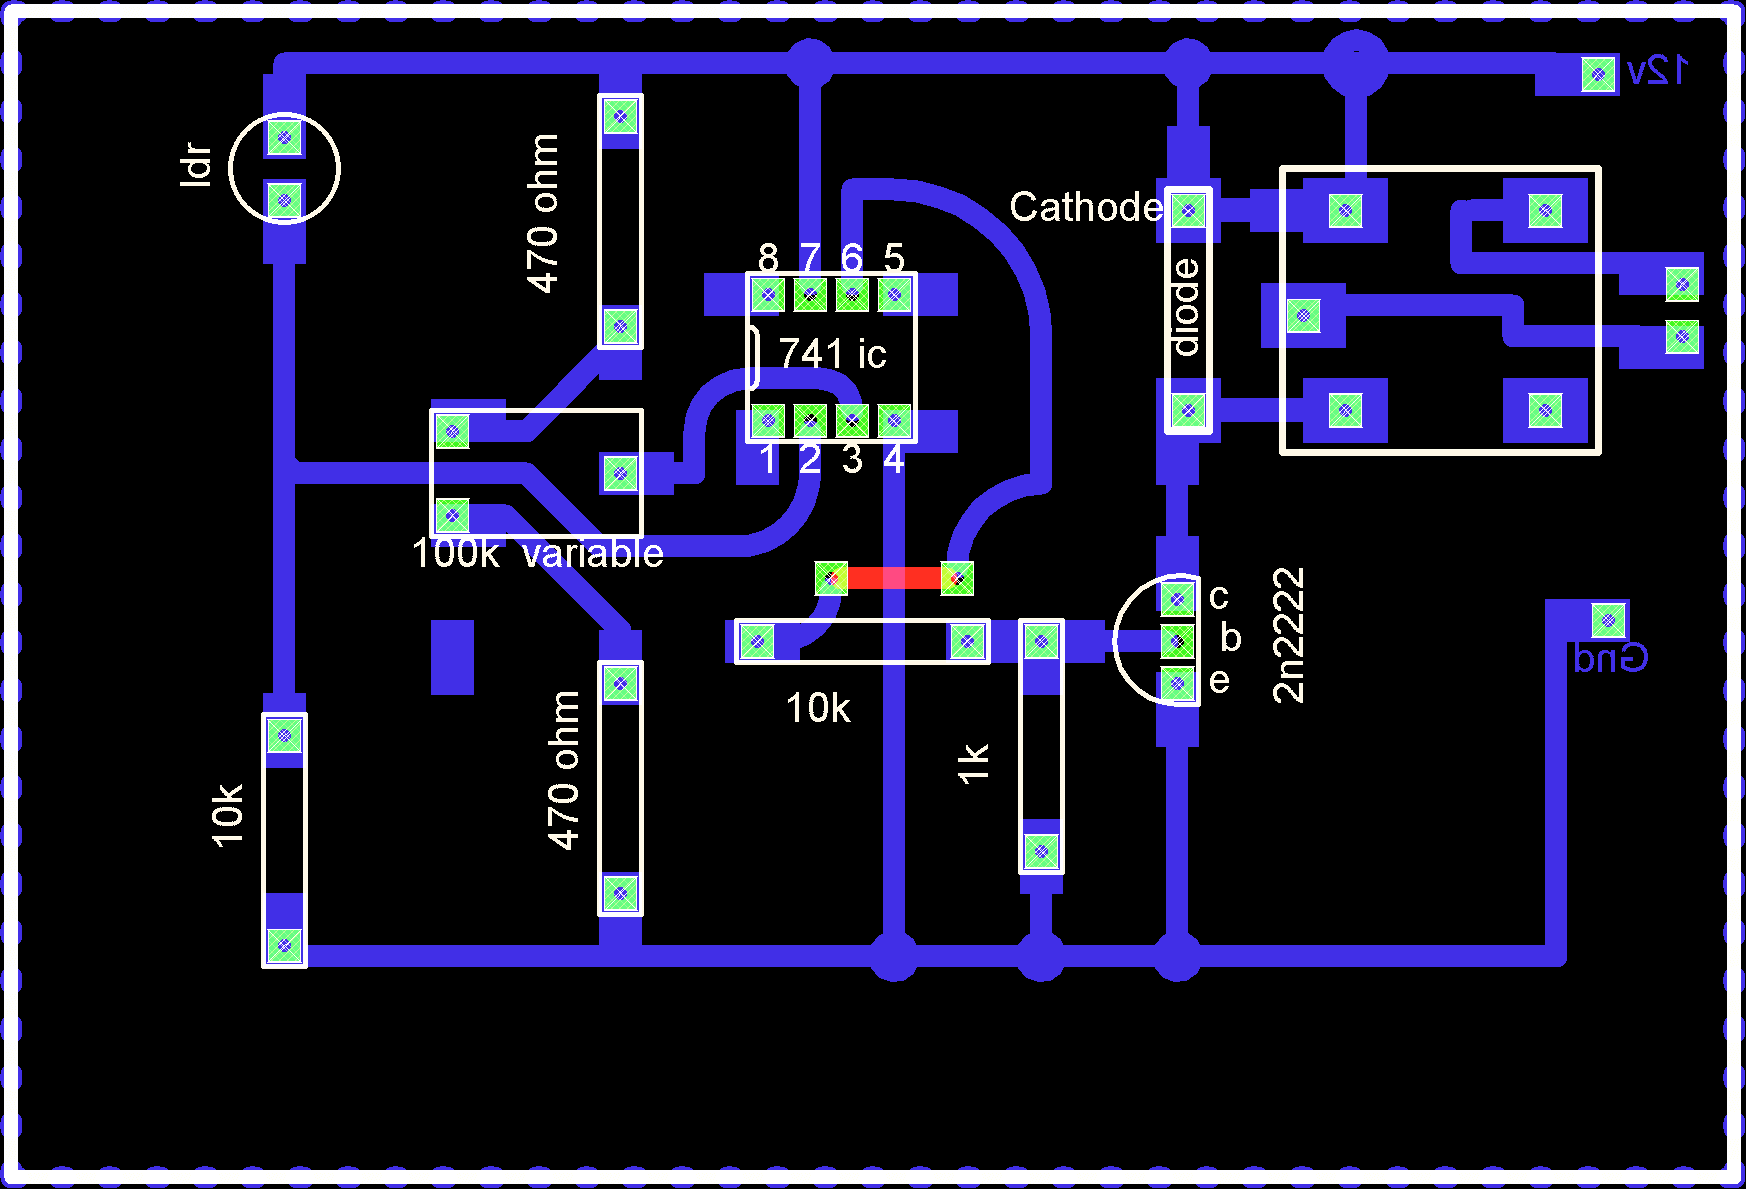 12v
ldr
470 ohm
Cathode
8 7 6 5
diode
741 ic
1 2 3 4
100k variable
c
b
e
2n2222
Gnd
10k
1k
470 ohm
10k